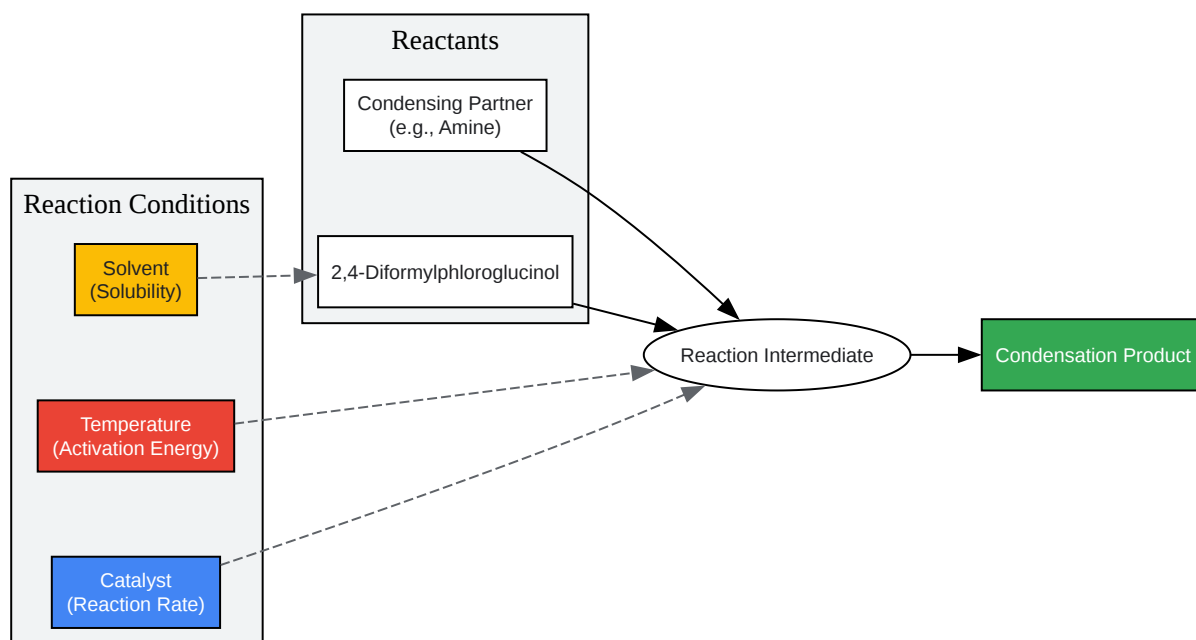 Reactants
Condensing Partner
(e.g., Amine)
2,4-Diformylphloroglucinol
Reaction Conditions
Solvent
(Solubility)
Temperature
(Activation Energy)
Catalyst
(Reaction Rate)
Reaction Intermediate
Condensation Product